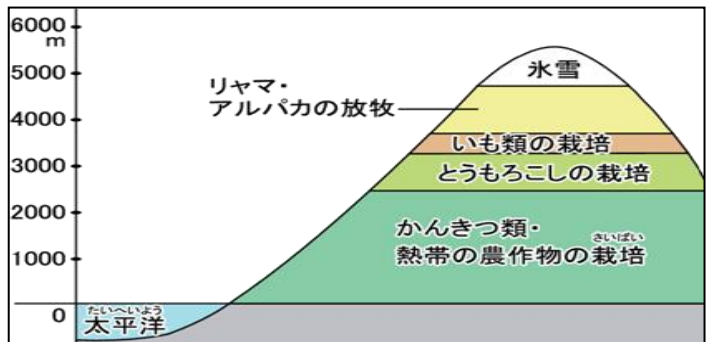 6000
m
5000
4000
3000
2000
1000
0
氷雪
リャマ・
アルパカの放牧
いも類の栽培
とうもろこしの栽培
かんきつ類・
さいばい
熱帯の農作物の栽培
たいへいよう
太平洋